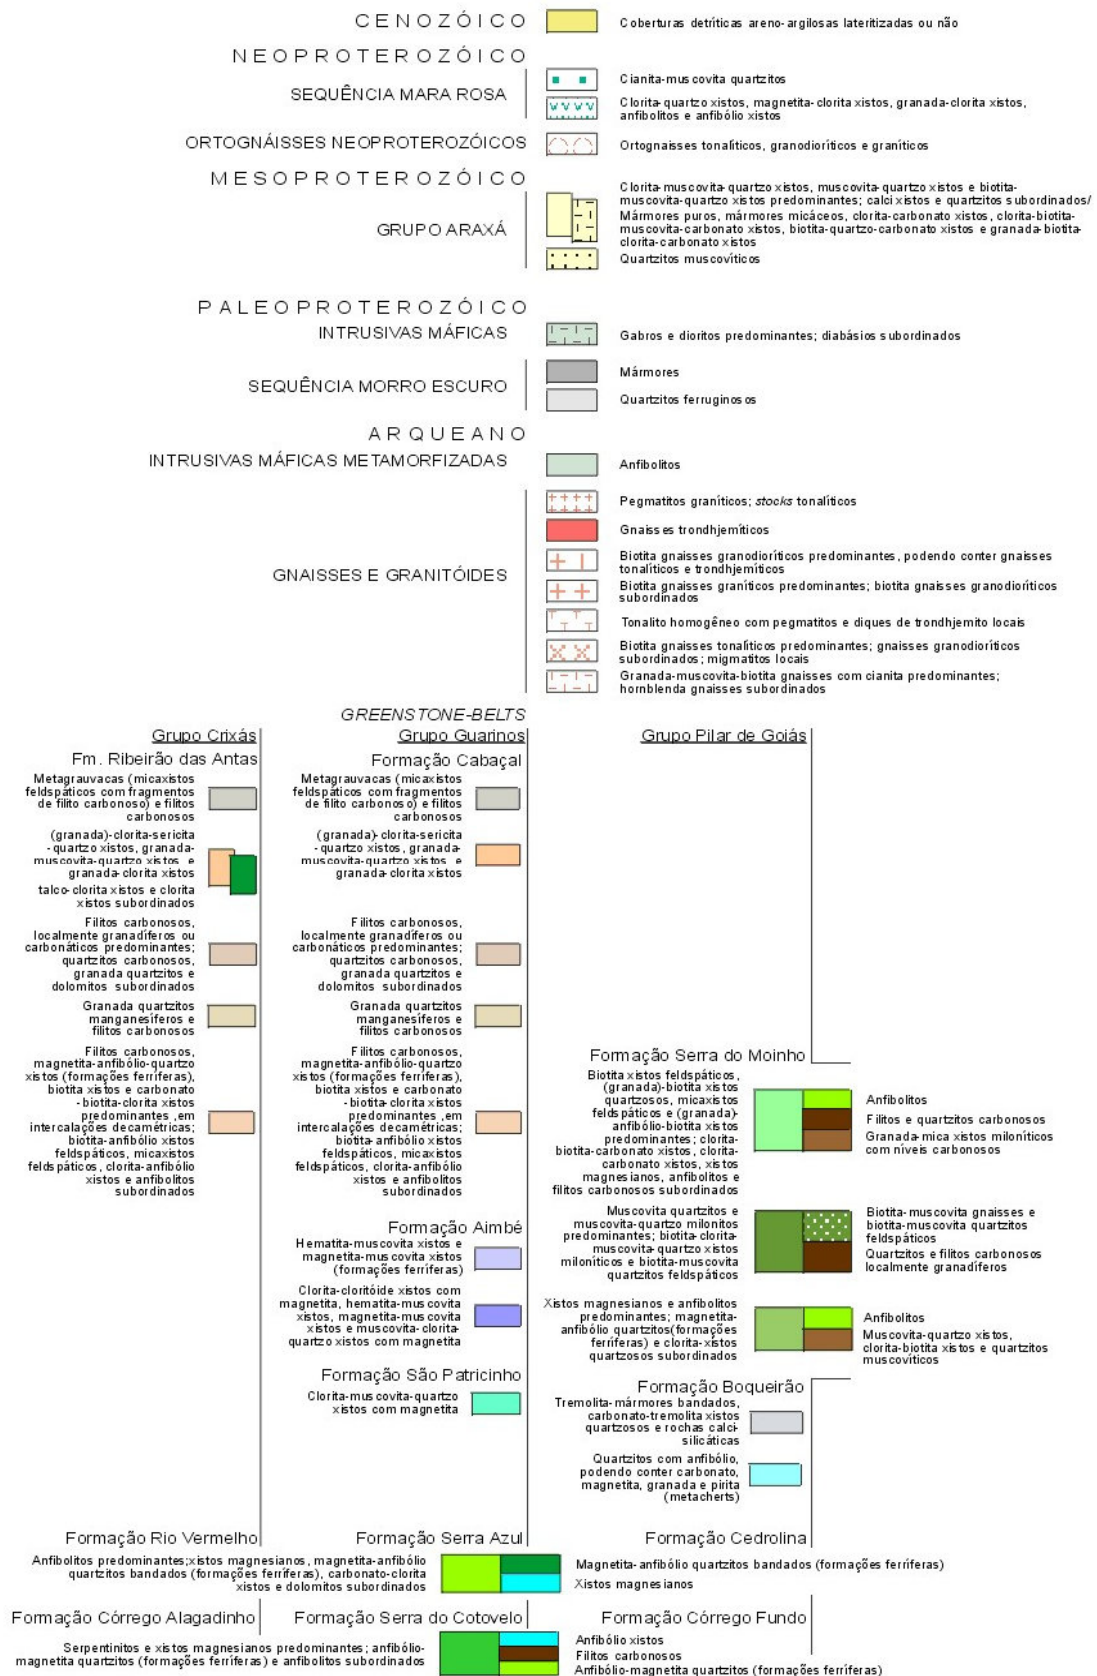 CENOZÓICO
Coberturas detríticas areno-argilosas lateritizadas ou não
NEOPROTEROZÓICO
SEQUÊNCIA MARA ROSA
Cianita-muscovita quartzitos
Clorita-quartzo xistos, magnetita-clorita xistos, granada-clorita xistos,
anfibolitos e anfibólio xistos
ORTOGNÁISSES NEOPROTEROZÓICOS
Ortognaisses tonalíticos, granodioríticos e graníticos
MESOPROTEROZÓICO
GRUPO ARAXÁ
Clorita-muscovita-quartzo xistos, muscovita-quartzo xistos e biotita-
muscovita-quartzo xistos predominantes; calci xistos e quartzitos subordinados/
Mármores puros, mármores micáceos, clorita-carbonato xistos, clorita-biotita-
muscovita-carbonato xistos, biotita-quartzo-carbonato xistos e granada-biotita-
clorita-carbonato xistos
Quartzitos muscovíticos
PALEOPROTEROZÓICO
INTRUSIVAS MÁFICAS
Gabros e dioritos predominantes; diabásios subordinados
SEQUÊNCIA MORRO ESCURO
Mármores
Quartzitos ferruginosos
ARQUEANO
INTRUSIVAS MÁFICAS METAMORFIZADAS
Anfibolitos
GNAISSES E GRANITÓIDES
Pegmatitos graníticos; stocks tonalíticos
Gnaisses trondhjemíticos
Biotita gnaisses granodioríticos predominantes, podendo conter gnaisses
tonalíticos e trondhjemíticos
Biotita gnaisses graníticos predominantes; biotita gnaisses granodioríticos
subordinados
Tonalito homogêneo com pegmatitos e diques de trondhjemito locais
Biotita gnaisses tonalíticos predominantes; gnaisses granodioríticos
subordinados; migmatitos locais
Granada-muscovita-biotita gnaisses com cianita predominantes;
hornblenda gnaisses subordinados
GREENSTONE-BELTS
Grupo Crixás
Fm. Ribeirão das Antas
Metagrauvacas (micaxistos
feldspáticos com fragmentos
de filito carbonoso) e filitos
carbonosos
(granada)-clorita-sericita
-quartzo xistos, granada-
muscovita-quartzo xistos e
granada-clorita xistos
talco-clorita xistos e clorita
xistos subordinados
Filitos carbonosos,
localmente granadíferos ou
carbonáticos predominantes;
quartzitos carbonosos,
granada quartzitos e
dolomitos subordinados
Granada quartzitos
manganesíferos e
filitos carbonosos
Filitos carbonosos,
magnetita-anfibólio-quartzo
xistos (formações ferríferas),
biotita xistos e carbonato
-biotita-clorita xistos
predominantes ,em
intercalações decamétricas;
biotita-anfibólio xistos
feldspáticos, micaxistos
feldspáticos, clorita-anfibólio
xistos e anfibolitos
subordinados
Grupo Guarinos
Formação Cabaçal
Metagrauvacas (micaxistos
feldspáticos com fragmentos
de filito carbonoso) e filitos
carbonosos
(granada)-clorita-sericita
-quartzo xistos, granada-
muscovita-quartzo xistos e
granada-clorita xistos
Filitos carbonosos,
localmente granadíferos ou
carbonáticos predominantes;
quartzitos carbonosos,
granada quartzitos e
dolomitos subordinados
Granada quartzitos
manganesíferos e
filitos carbonosos
Filitos carbonosos,
magnetita-anfibólio-quartzo
xistos (formações ferríferas),
biotita xistos e carbonato
-biotita-clorita xistos
predominantes ,em
intercalações decamétricas;
biotita-anfibólio xistos
feldspáticos, micaxistos
feldspáticos, clorita-anfibólio
xistos e anfibolitos
subordinados
Formação Aimbé
Hematita-muscovita xistos e
magnetita-muscovita xistos
(formações ferríferas)
Clorita-cloritóide xistos com
magnetita, hematita-muscovita
xistos, magnetita-muscovita
xistos e muscovita-clorita-
quartzo xistos com magnetita
Formação São Patricinho
Clorita-muscovita-quartzo
xistos com magnetita
Grupo Pilar de Goiás
Formação Serra do Moinho
Biotita xistos feldspáticos,
(granada)-biotita xistos
quartzosos, micaxistos
feldspáticos e (granada)-
anfibólio-biotita xistos
predominantes; clorita-
biotita-carbonato xistos, clorita-
carbonato xistos, xistos
magnesianos, anfibolitos e
filitos carbonosos subordinados
Anfibolitos
Filitos e quartzitos carbonosos
Granada-mica xistos miloníticos
com níveis carbonosos
Muscovita quartzitos e
muscovita-quartzo milonitos
predominantes; biotita-clorita-
muscovita-quartzo xistos
miloníticos e biotita-muscovita
quartzitos feldspáticos
Biotita-muscovita gnaisses e
biotita-muscovita quartzitos
feldspáticos
Quartzitos e filitos carbonosos
localmente granadíferos
Xistos magnesianos e anfibolitos
predominantes; magnetita-
anfibólio quartzitos(formações
ferríferas) e clorita-xistos
quartzosos subordinados
Anfibolitos
Muscovita-quartzo xistos,
clorita-biotita xistos e quartzitos
muscovíticos
Formação Boqueirão
Tremolita-mármores bandados,
carbonato-tremolita xistos
quartzosos e rochas calci-
silicáticas
Quartzitos com anfibólio,
podendo conter carbonato,
magnetita, granada e pirita
(metacherts)
Formação Rio Vermelho
Formação Serra Azul
Formação Cedrolina
Anfibolitos predominantes;xistos magnesianos, magnetita-anfibólio
quartzitos bandados (formações ferríferas), carbonato-clorita
xistos e dolomitos subordinados
Magnetita-anfibólio quartzitos bandados (formações ferríferas)
Xistos magnesianos
Formação Córrego Alagadinho
Formação Serra do Cotovelo
Formação Córrego Fundo
Serpentinitos e xistos magnesianos predominantes; anfibólio-
magnetita quartzitos (formações ferríferas) e anfibolitos subordinados
Anfibólio xistos
Filitos carbonosos
Anfibólio-magnetita quartzitos (formações ferríferas)